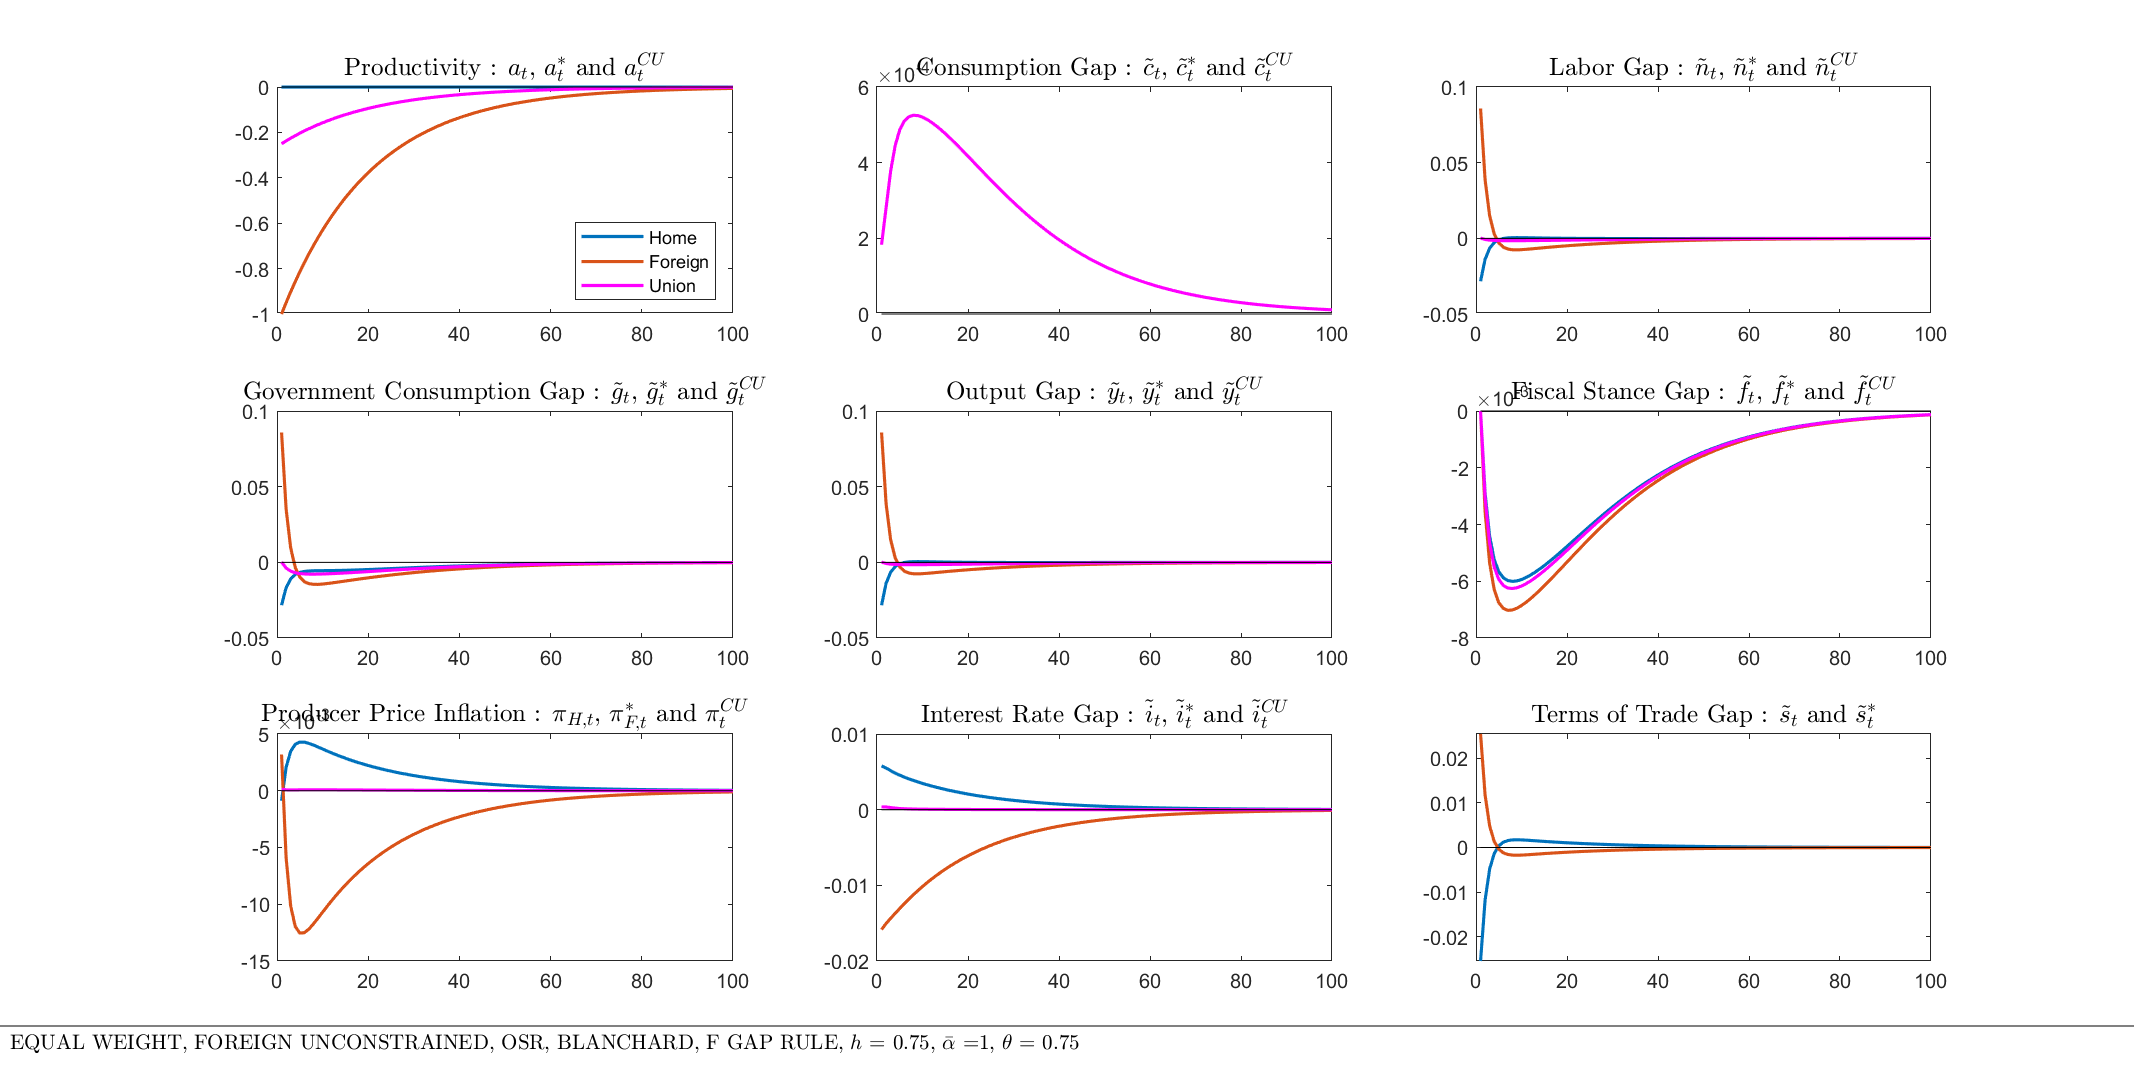 Productivity : a_t, a_t^* and a_t^{CU}
0
-0.2
-0.4
-0.6
-0.8
-1
0 20 40 60 80 100
Home
Foreign
Union
Consumption Gap : c̃_t, c̃_t^* and c̃_t^{CU}
6
4
2
0
0 20 40 60 80 100
Labor Gap : ñ_t, ñ_t^* and ñ_t^{CU}
0.1
0.05
0
-0.05
0 20 40 60 80 100
Government Consumption Gap : g̃_t, g̃_t^* and g̃_t^{CU}
0.1
0.05
0
-0.05
0 20 40 60 80 100
Output Gap : ỹ_t, ỹ_t^* and ỹ_t^{CU}
0.1
0.05
0
-0.05
0 20 40 60 80 100
Fiscal Stance Gap : f̃_t, f̃_t^* and f̃_t^{CU}
0
-2
-4
-6
-8
0 20 40 60 80 100
Producer Price Inflation : π_{H,t}, π_{F,t}^* and π_t^{CU}
5
0
-5
-10
-15
0 20 40 60 80 100
Interest Rate Gap : ĩ_t, ĩ_t^* and ĩ_t^{CU}
0.01
0
-0.01
-0.02
0 20 40 60 80 100
Terms of Trade Gap : s̃_t and s̃_t^*
0.02
0.01
0
-0.01
-0.02
0 20 40 60 80 100
EQUAL WEIGHT, FOREIGN UNCONSTRAINED, OSR, BLANCHARD, F GAP RULE, h = 0.75, ᾱ =1, θ = 0.75